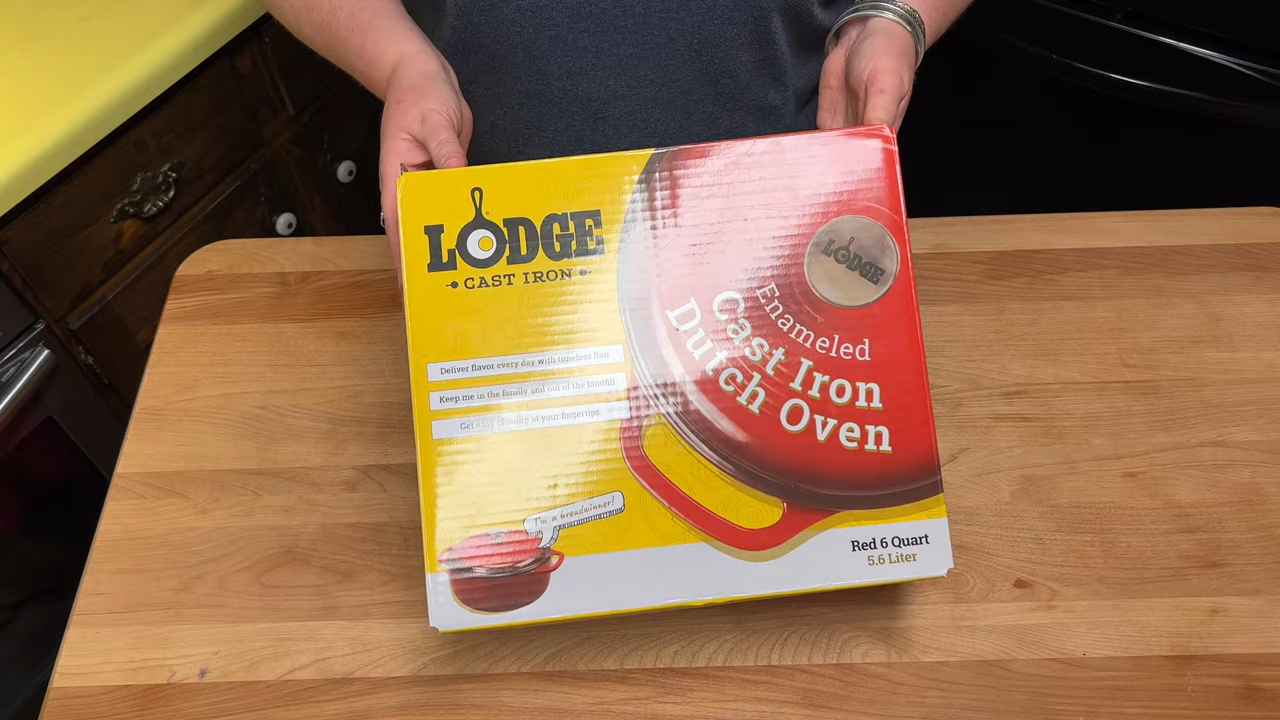 LODGE
CAST IRON
LODGE
Enameled
Cast Iron
Dutch Oven
Deliver flavor every day with timeless flair
Keep me in the family and out of the landfill
Get easy cleanup at your fingertips
I'm a breadwinner!
Red 6 Quart
5.6 Liter